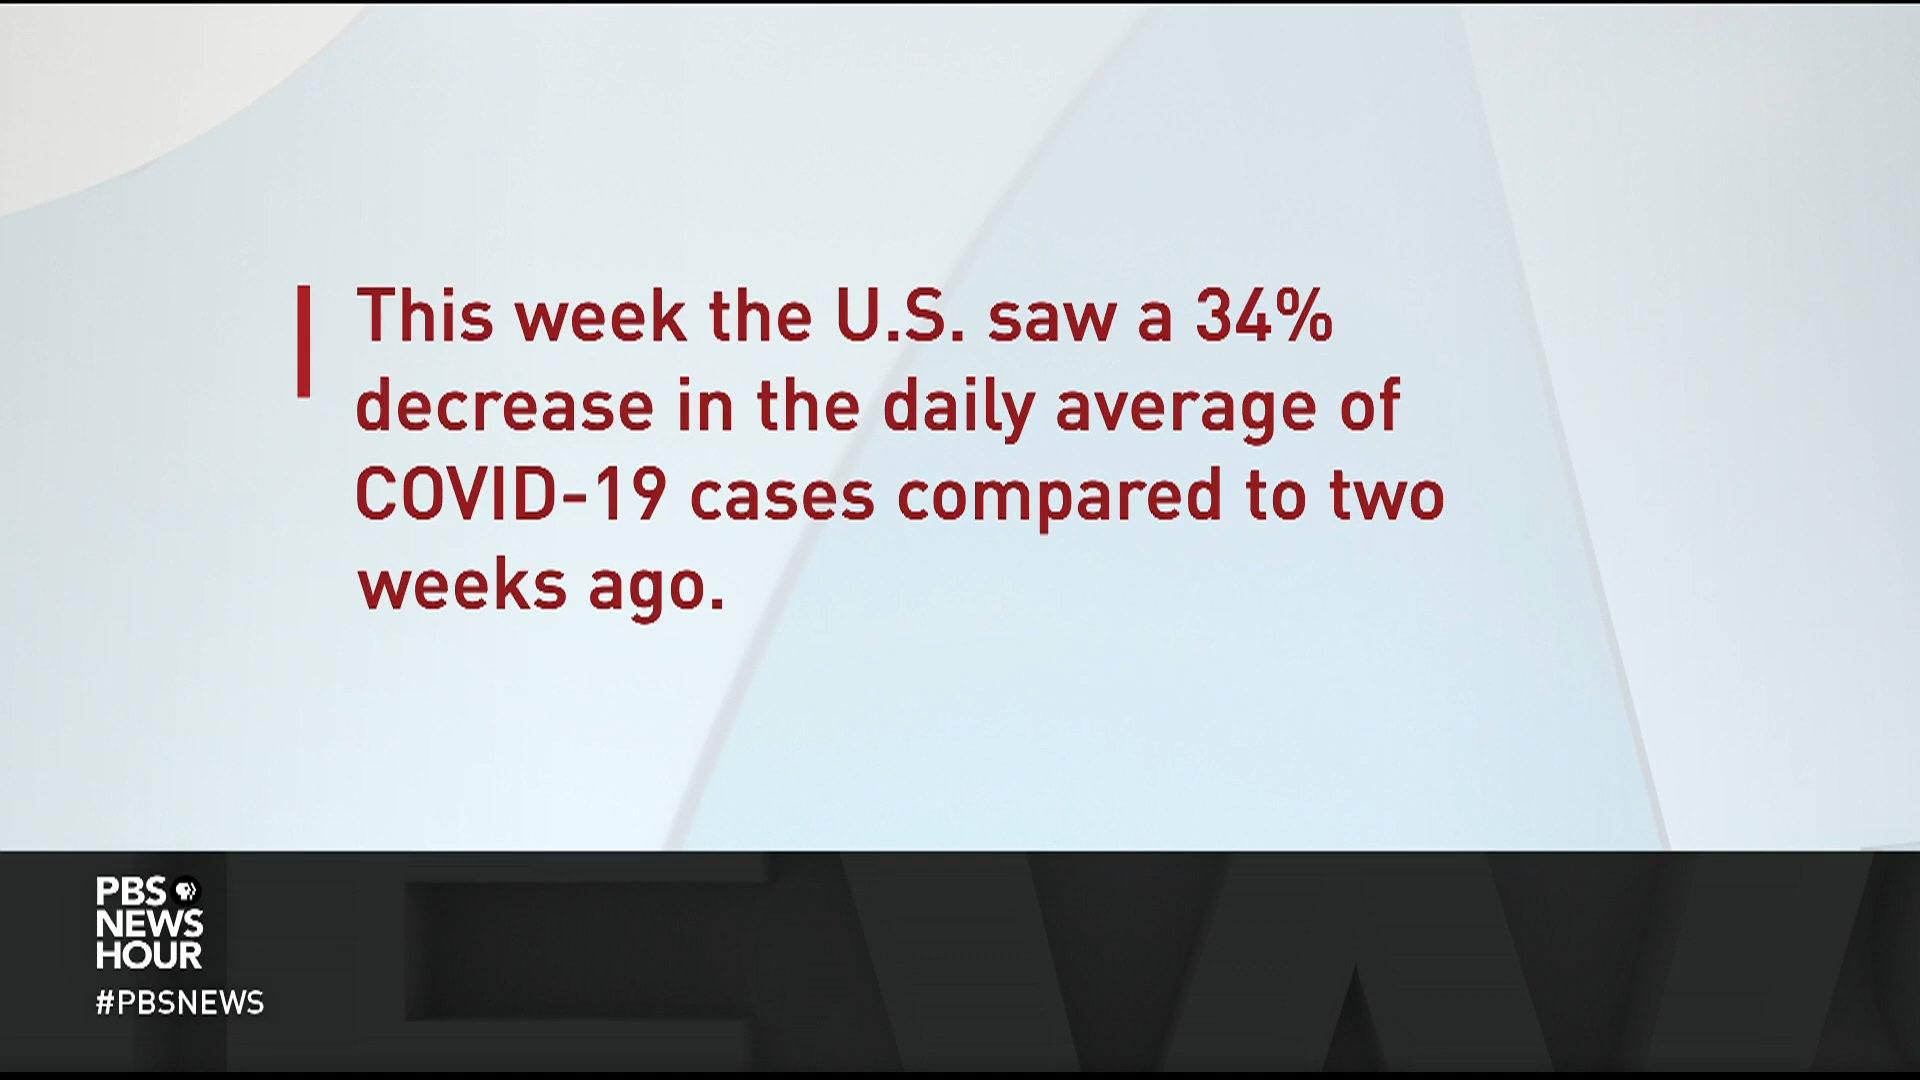 This week the U.S. saw a 34%
decrease in the daily average of
COVID-19 cases compared to two
weeks ago.
PBS
NEWS
HOUR
#PBSNEWS